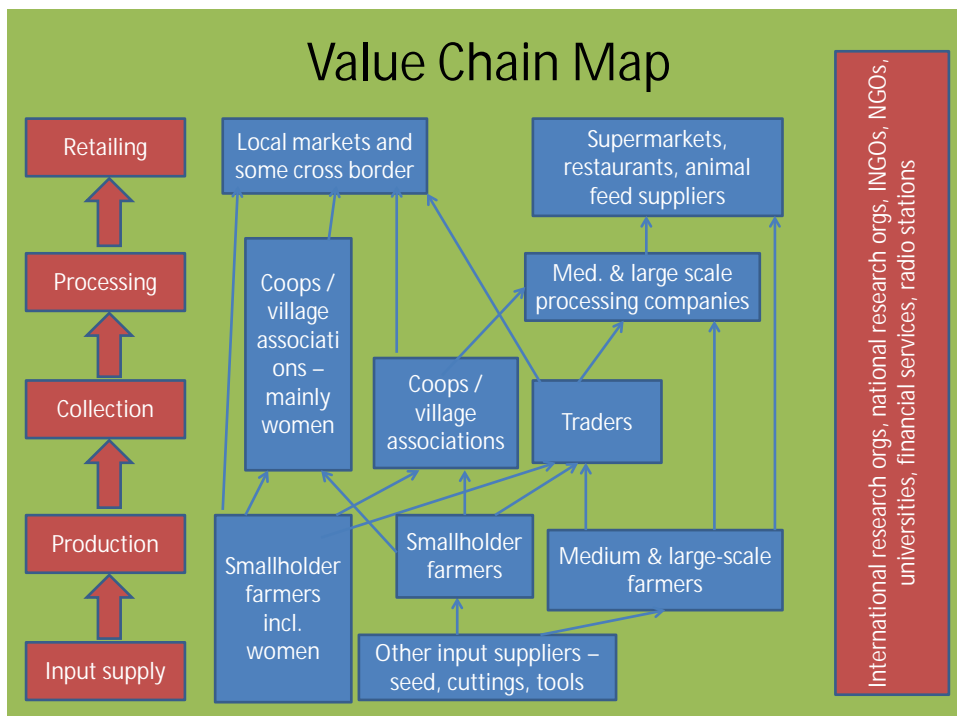 Value Chain Map
Retailing
Processing
Collection
Production
Input supply
Local markets and
some cross border
Supermarkets,
restaurants, animal
feed suppliers
Coops /
village
associati
ons –
mainly
women
Med. & large scale
processing companies
Coops /
village
associations
Traders
Smallholder
farmers
incl.
women
Smallholder
farmers
Medium & large-scale
farmers
Other input suppliers –
seed, cuttings, tools
International research orgs, national research orgs, INGOs, NGOs,
universities, financial services, radio stations